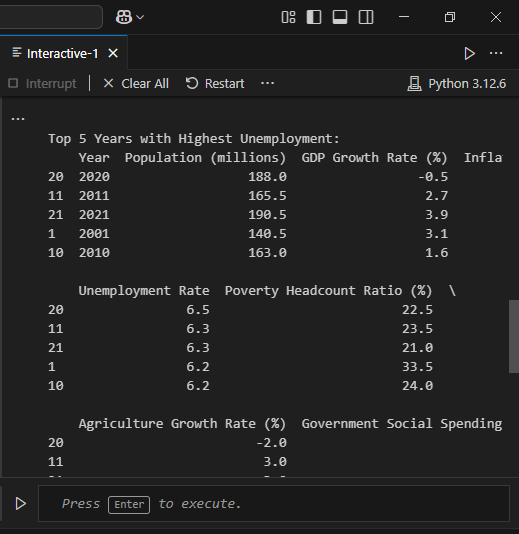 Interactive-1
Interrupt | Clear All Restart ... Python 3.12.6
...
Top 5 Years with Highest Unemployment:
Year Population (millions) GDP Growth Rate (%) Infla
20 2020 188.0 -0.5
11 2011 165.5 2.7
21 2021 190.5 3.9
1 2001 140.5 3.1
10 2010 163.0 1.6
Unemployment Rate Poverty Headcount Ratio (%) \
20 6.5 22.5
11 6.3 23.5
21 6.3 21.0
1 6.2 33.5
10 6.2 24.0
Agriculture Growth Rate (%) Government Social Spending
20 -2.0
11 3.0
Press Enter to execute.